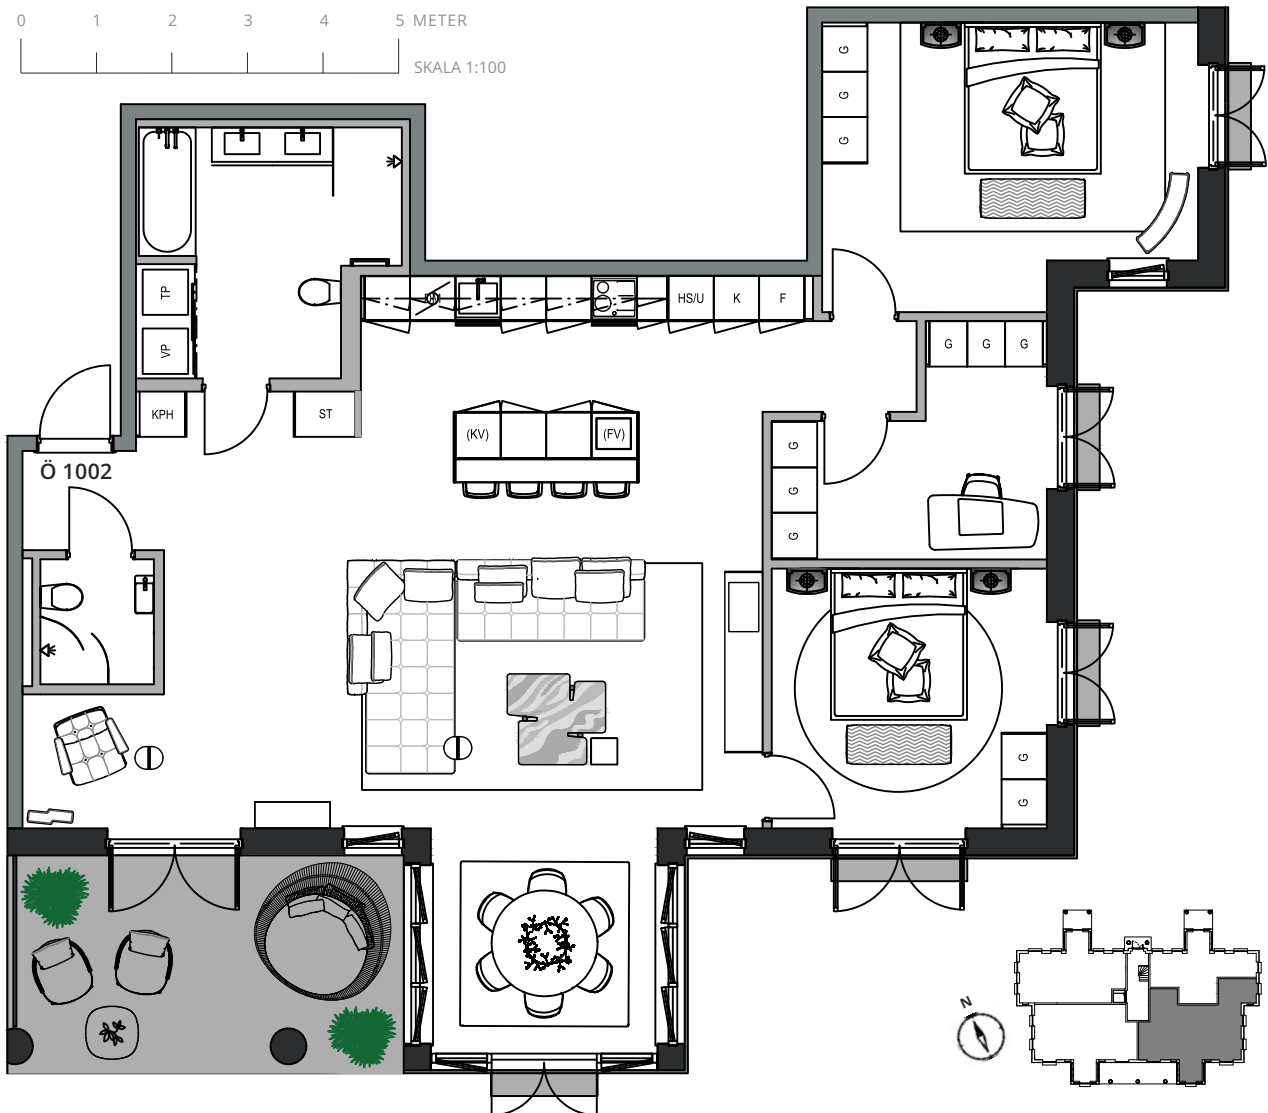 0 1 2 3 4 5 METER
SKALA 1:100
G
G
G
TP
VP
HS/U K F
G G G
KPH
ST
(KV) (FV)
G
G
G
Ö 1002
G
G
N